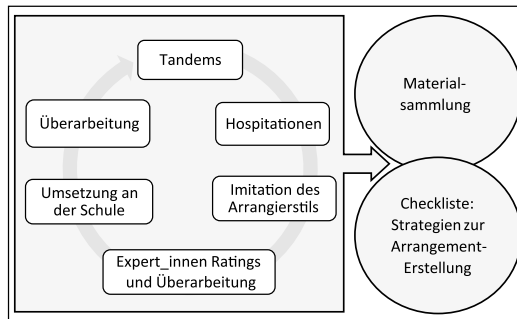 Tandems
Hospitationen
Imitation des
Arrangierstils
Expert_innen Ratings
und Überarbeitung
Umsetzung an
der Schule
Überarbeitung
Material-
sammlung
Checkliste:
Strategien zur
Arrangement-
Erstellung